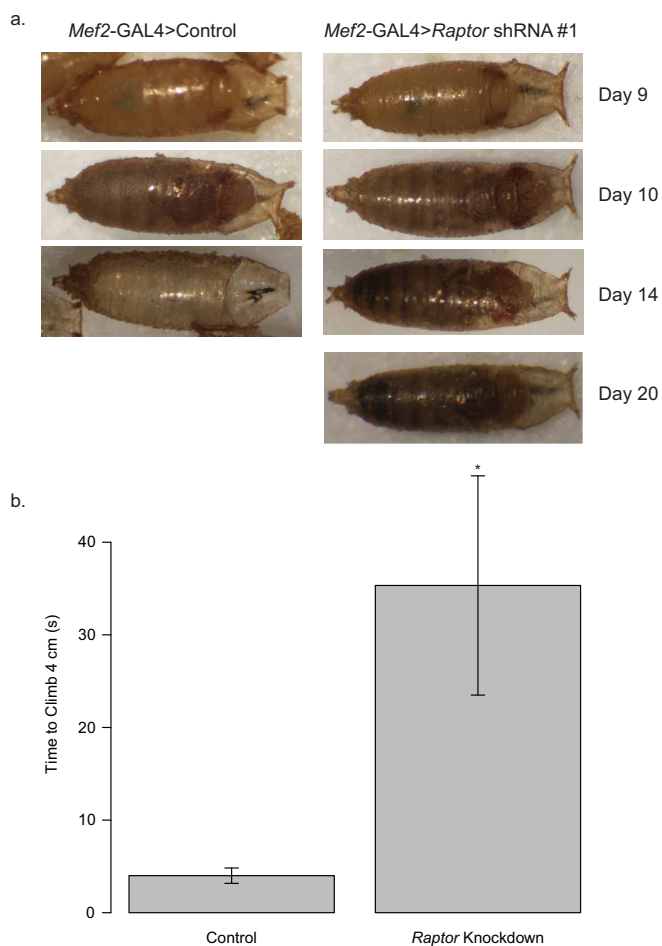 a.
Mef2-GAL4>Control
Mef2-GAL4>Raptor shRNA #1
Day 9
Day 10
Day 14
Day 20
b.
*
40
30
20
10
0
Time to Climb 4 cm (s)
Control
Raptor Knockdown